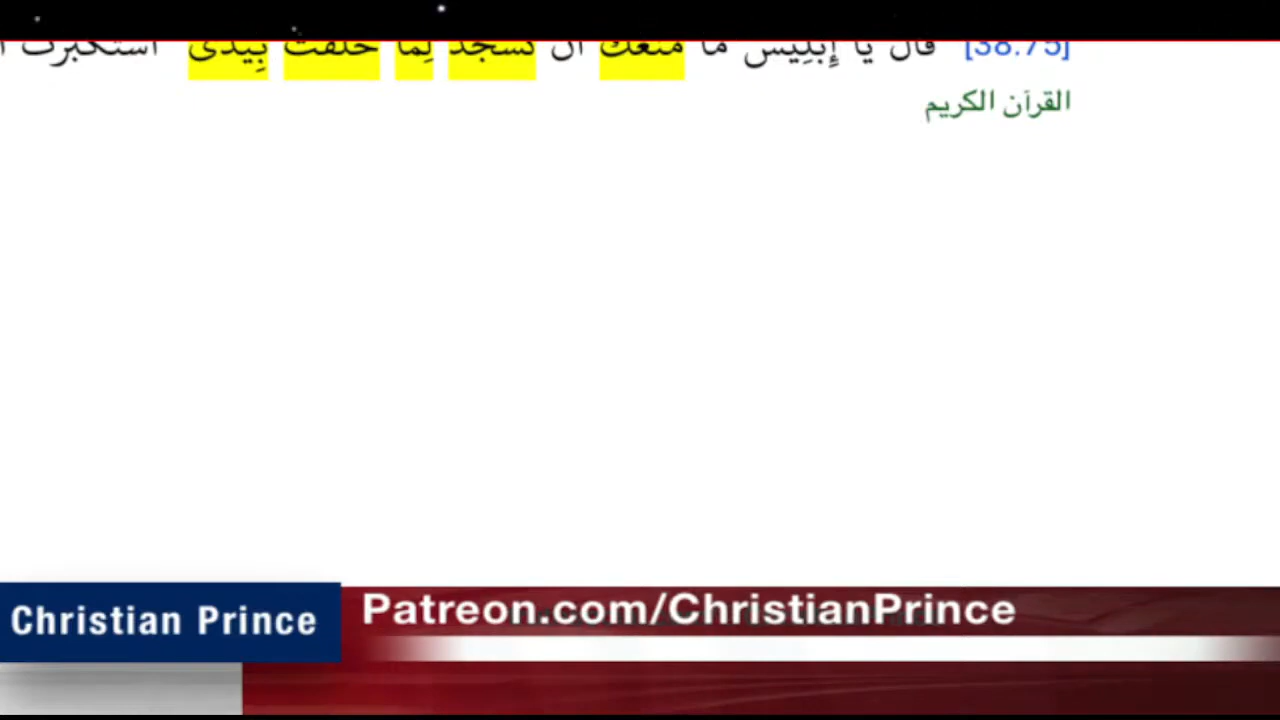 [38.75] قَالَ يَا إِبْلِيسُ مَا مَنَعَكَ أَنْ تَسْجُدَ لِمَا خَلَقْتُ بِيَدَيَّ أَسْتَكْبَرْتَ
القرآن الكريم
Patreon.com/ChristianPrince
Christian Prince